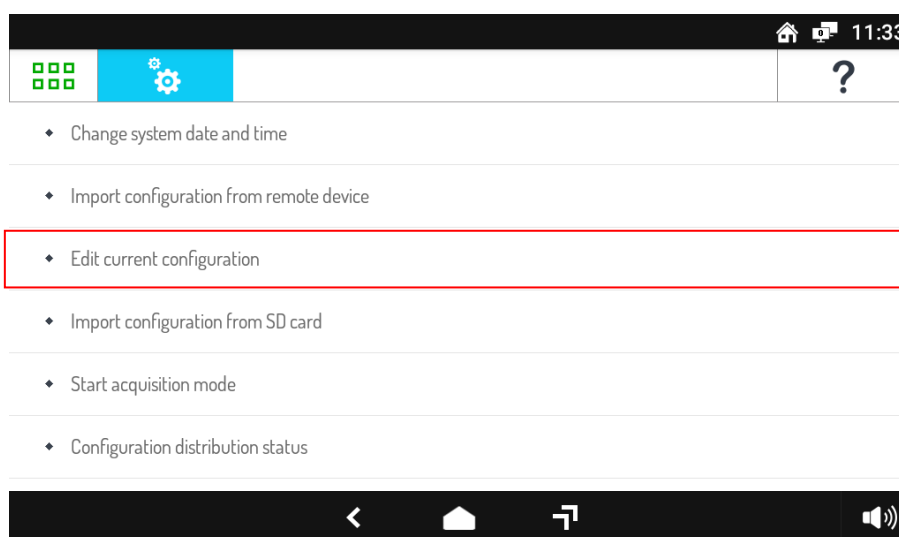 11:33
?
Change system date and time
Import configuration from remote device
Edit current configuration
Import configuration from SD card
Start acquisition mode
Configuration distribution status